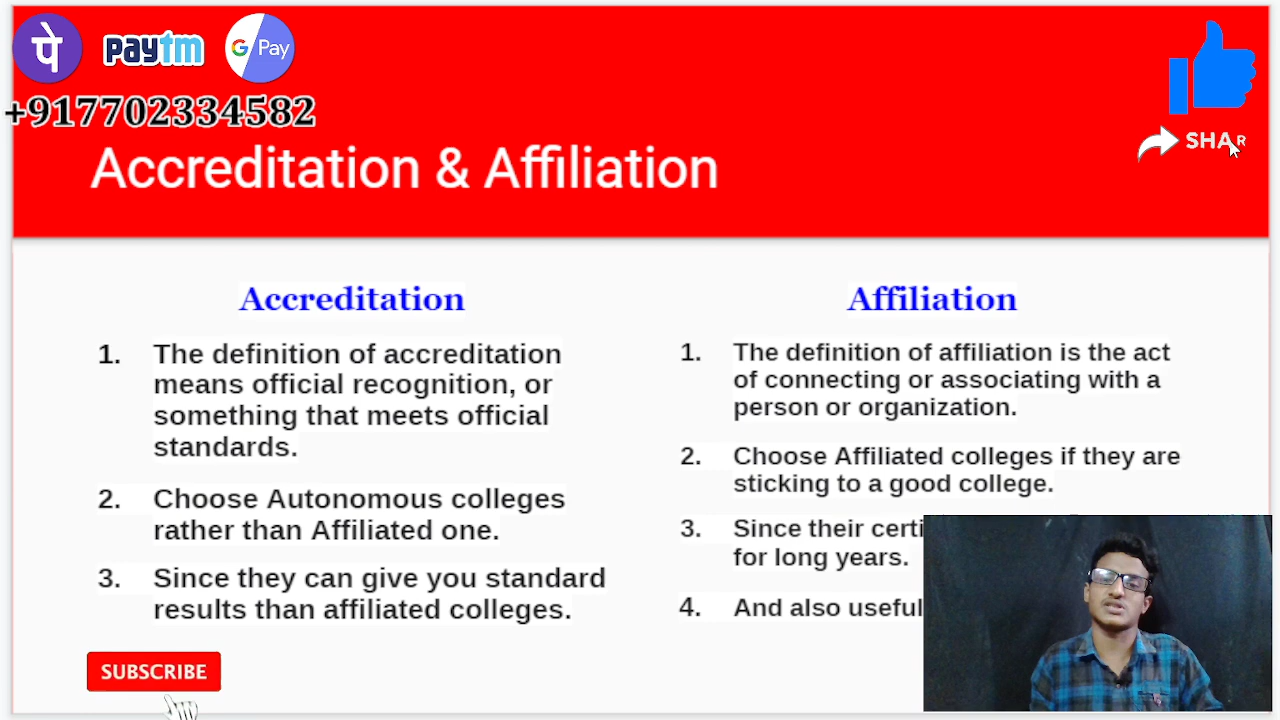 पे paytm G Pay
+917702334582
SHAR
Accreditation & Affiliation
Accreditation
1. The definition of accreditation
means official recognition, or
something that meets official
standards.
2. Choose Autonomous colleges
rather than Affiliated one.
3. Since they can give you standard
results than affiliated colleges.
Affiliation
1. The definition of affiliation is the act
of connecting or associating with a
person or organization.
2. Choose Affiliated colleges if they are
sticking to a good college.
3. Since their certi
for long years.
4. And also useful
SUBSCRIBE